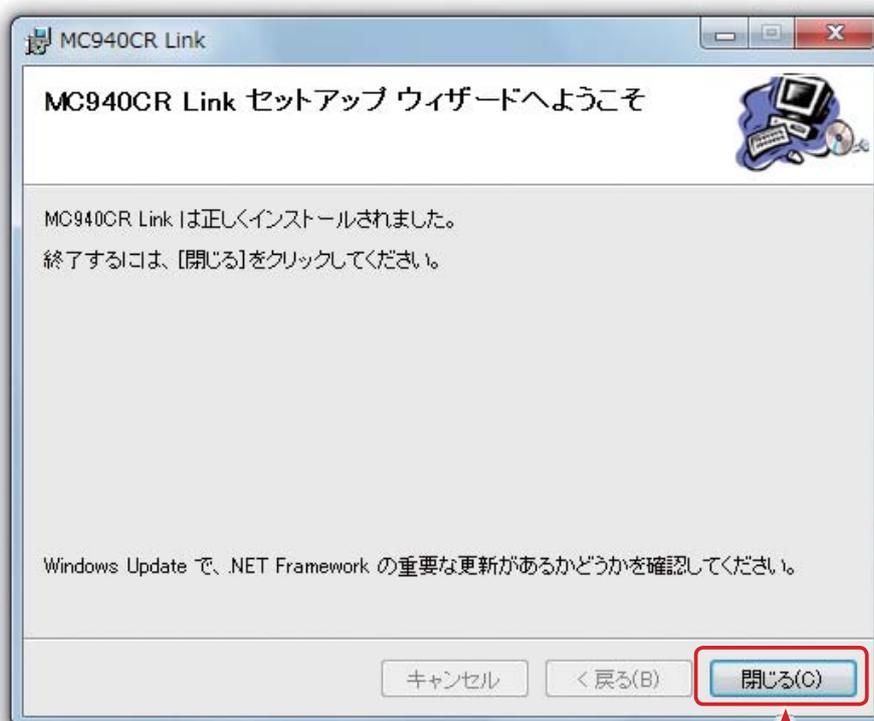 MC940CR Link
MC940CR Link セットアップ ウィザードへようこそ
MC940CR Link は正しくインストールされました。
終了するには、[閉じる]をクリックしてください。
Windows Update で、.NET Framework の重要な更新があるかどうかを確認してください。
キャンセル
< 戻る(B)
閉じる(C)